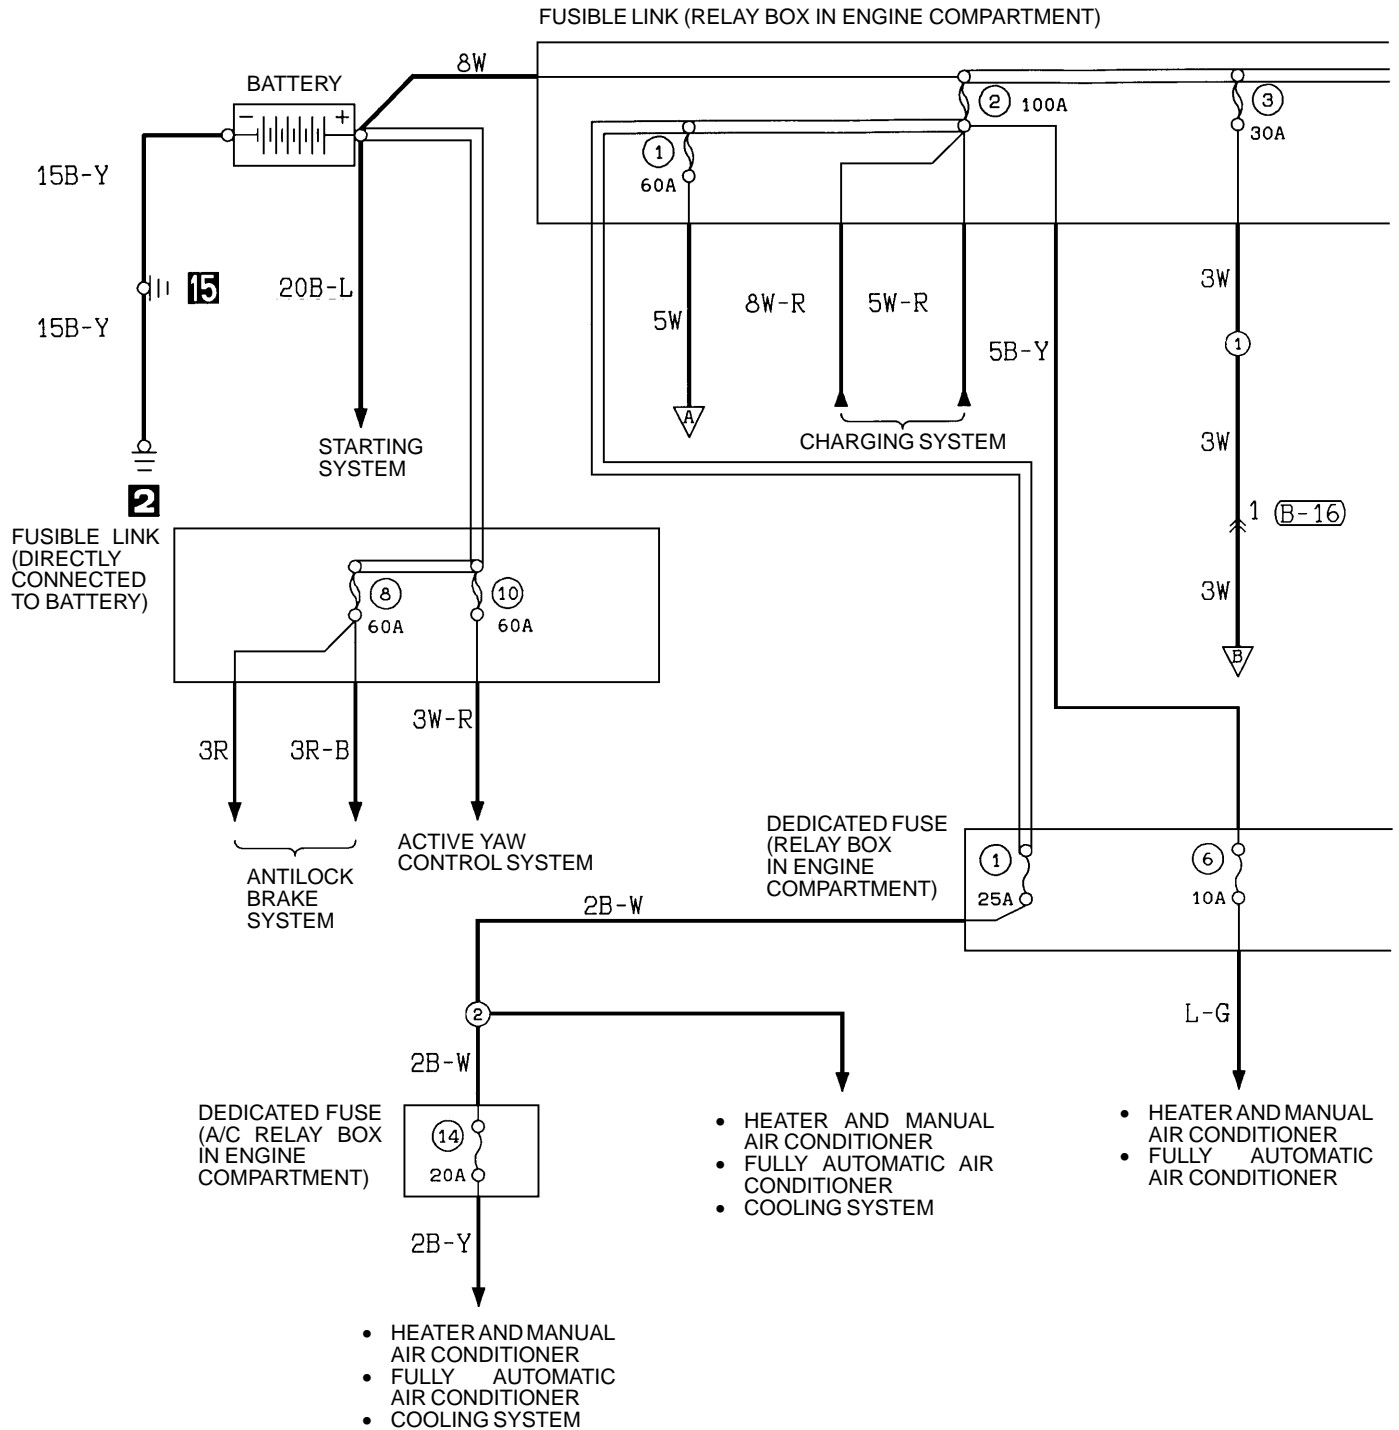 FUSIBLE LINK (RELAY BOX IN ENGINE COMPARTMENT)
8W
BATTERY
- +
2 100A
3
30A
1
60A
15B-Y
15
20B-L
15B-Y
5W
8W-R
5W-R
5B-Y
3W
1
A
CHARGING SYSTEM
STARTING
SYSTEM
3W
2
1 B-16
FUSIBLE LINK
(DIRECTLY
CONNECTED
TO BATTERY)
8
60A
10
60A
3W
B
3R
3R-B
3W-R
ANTILOCK
BRAKE
SYSTEM
ACTIVE YAW
CONTROL SYSTEM
DEDICATED FUSE
(RELAY BOX
IN ENGINE
COMPARTMENT)
1
25A
6
10A
2B-W
2
L-G
2B-W
DEDICATED FUSE
(A/C RELAY BOX
IN ENGINE
COMPARTMENT)
14
20A
• HEATER AND MANUAL
AIR CONDITIONER
• FULLY AUTOMATIC AIR
CONDITIONER
• COOLING SYSTEM
• HEATER AND MANUAL
AIR CONDITIONER
• FULLY AUTOMATIC
AIR CONDITIONER
2B-Y
• HEATER AND MANUAL
AIR CONDITIONER
• FULLY AUTOMATIC
AIR CONDITIONER
• COOLING SYSTEM